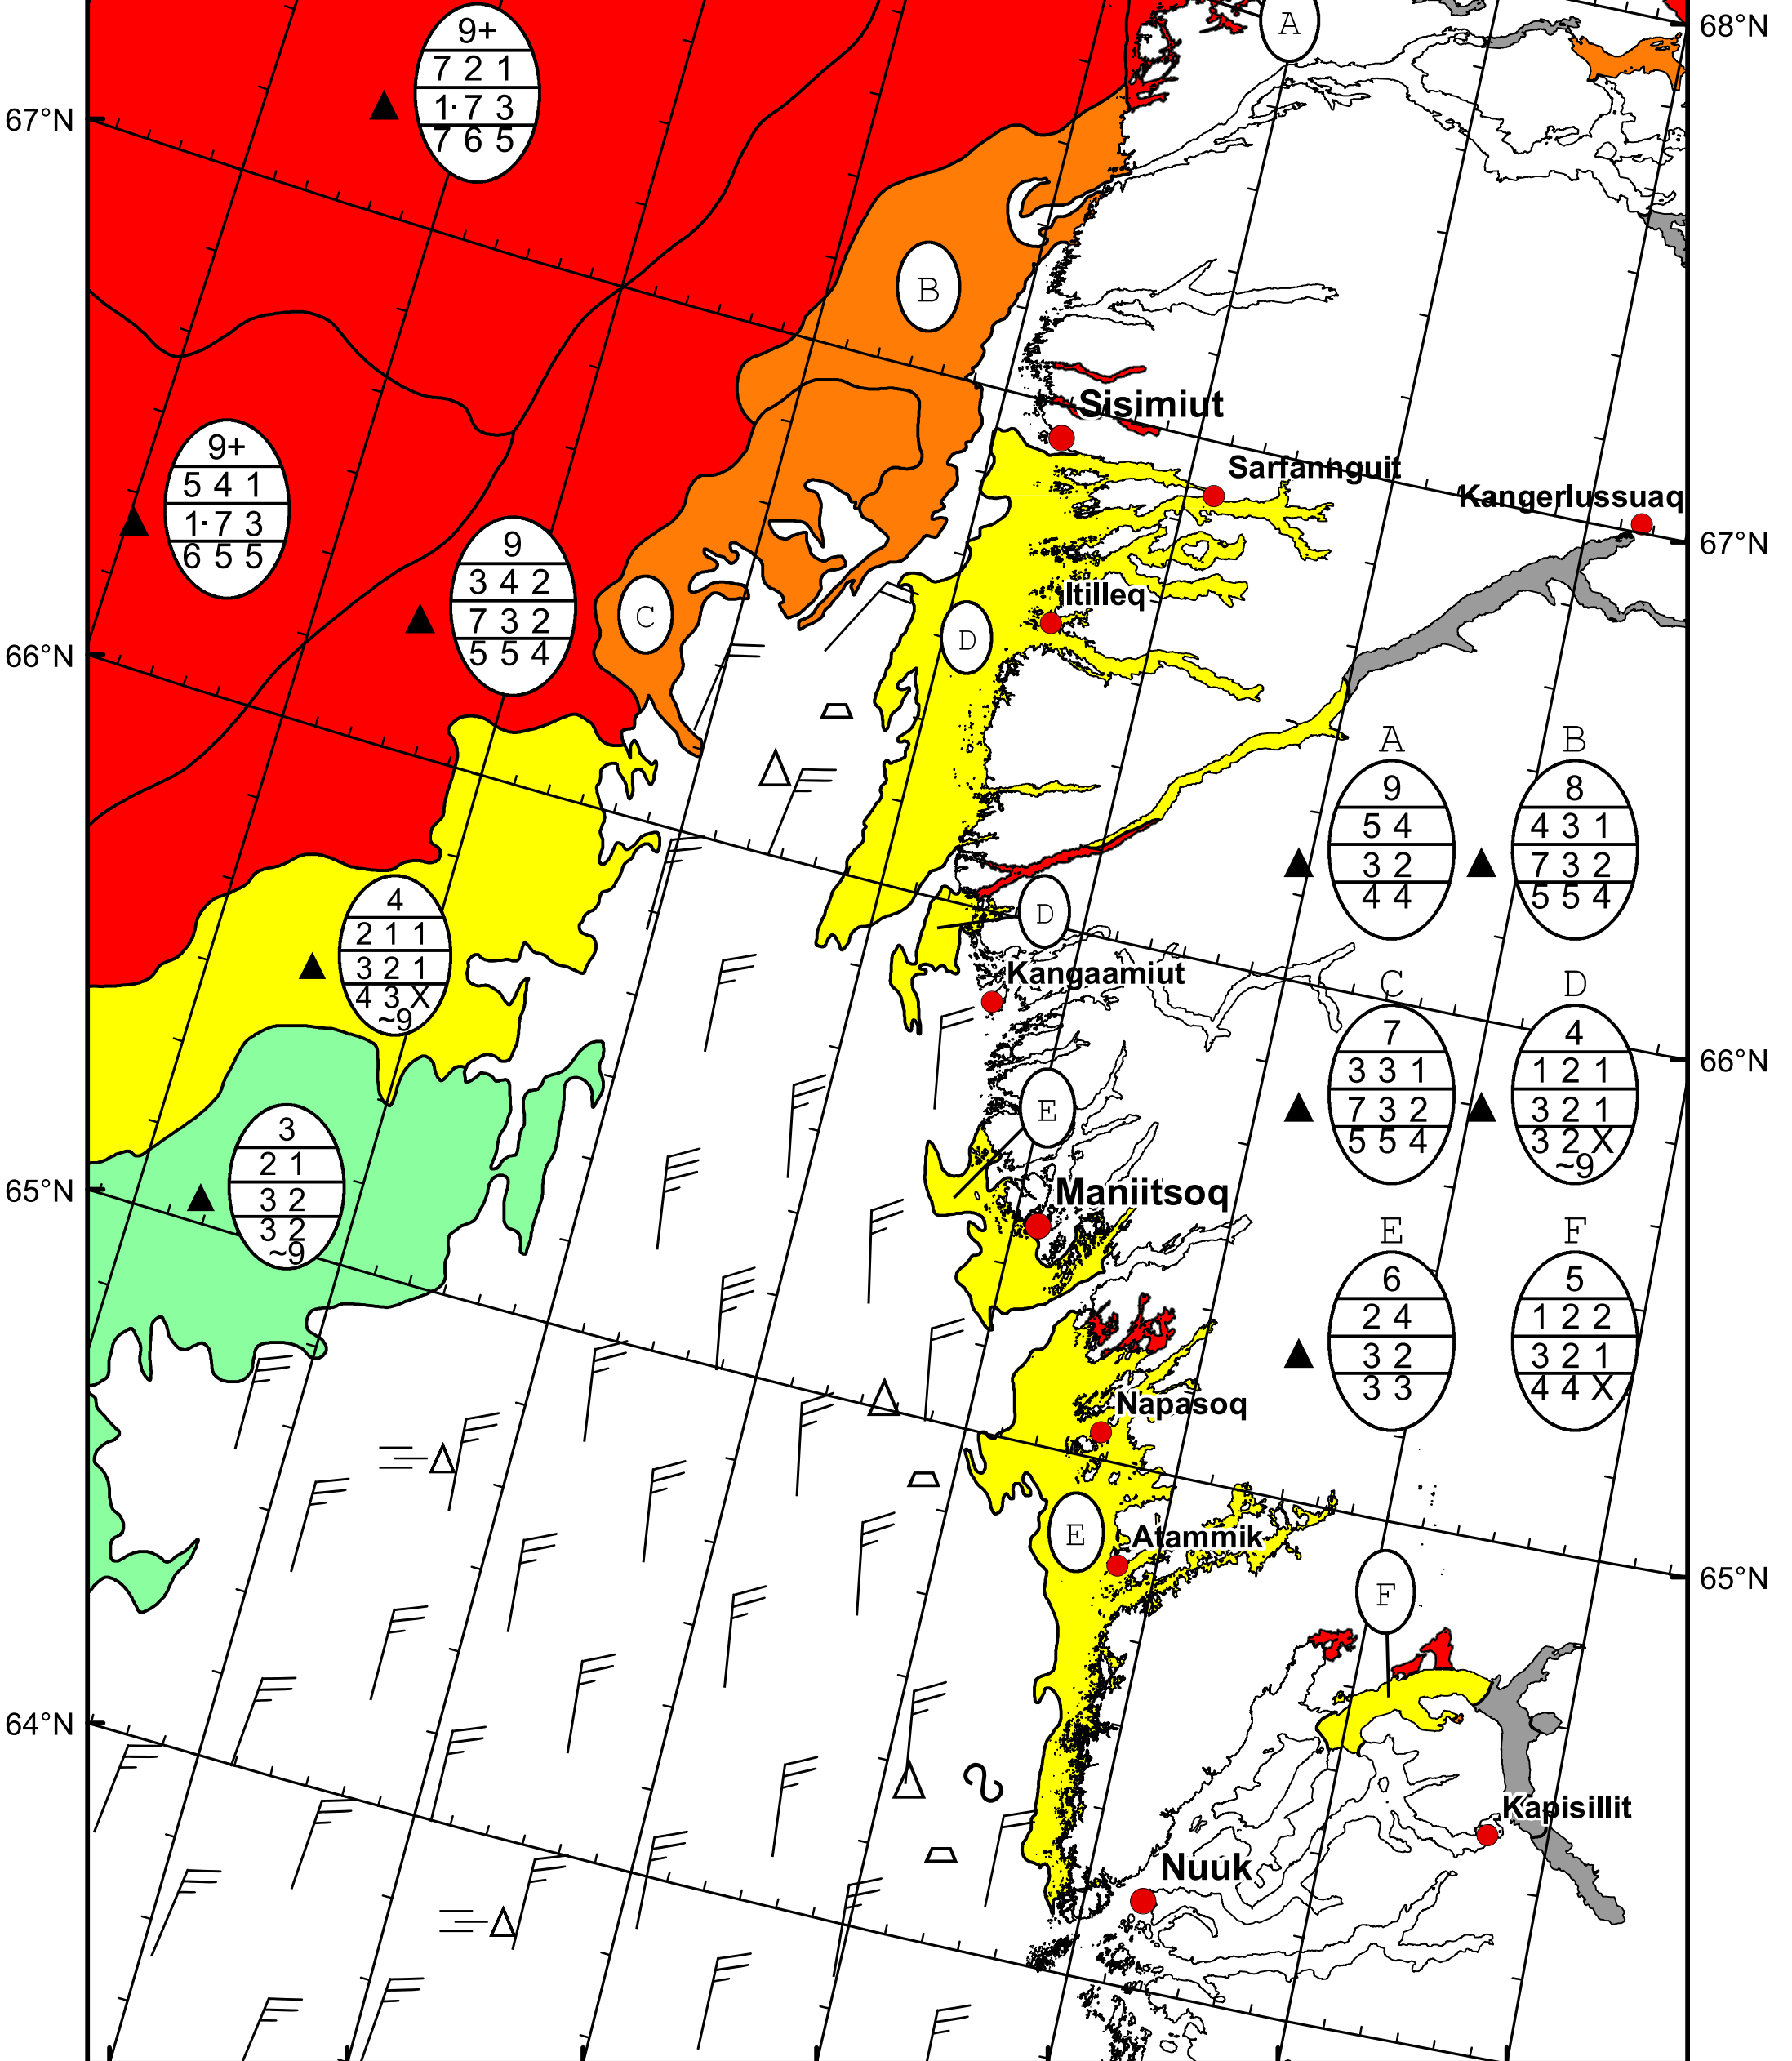 A
68°N
9+
7 2 1
1· 7 3
7 6 5
67°N
B
Sisimiut
Sarfannguit
Kangerlussuaq
67°N
9+
5 4 1
1· 7 3
6 5 5
9
3 4 2
7 3 2
5 5 4
Itilleq
C
D
66°N
A
9
5 4
3 2
4 4
B
8
4 3 1
7 3 2
5 5 4
4
2 1 1
3 2 1
4 3 X
~9
D
Kangaamiut
C
7
3 3 1
7 3 2
5 5 4
D
4
1 2 1
3 2 1
3 2 X
~9
66°N
E
3
2 1
3 2
3 2
~9
65°N
Maniitsoq
E
6
2 4
3 2
3 3
F
5
1 2 2
3 2 1
4 4 X
Napasoq
E
Atammik
65°N
F
64°N
Kapisillit
Nuuk